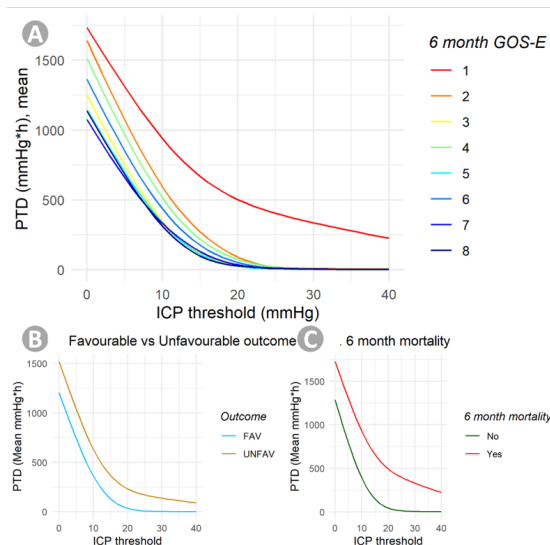 A
6 month GOS-E
1500
1000
500
0
PTD (mmHg*h), mean
0 10 20 30 40
ICP threshold (mmHg)
1
2
3
4
5
6
7
8
B
Favourable vs Unfavourable outcome
1500
1000
500
0
PTD (Mean mmHg*h)
0 10 20 30 40
ICP threshold
Outcome
FAV
UNFAV
C
. 6 month mortality
1500
1000
500
0
PTD (Mean mmHg*h)
0 10 20 30 40
ICP threshold
6 month mortality
No
Yes